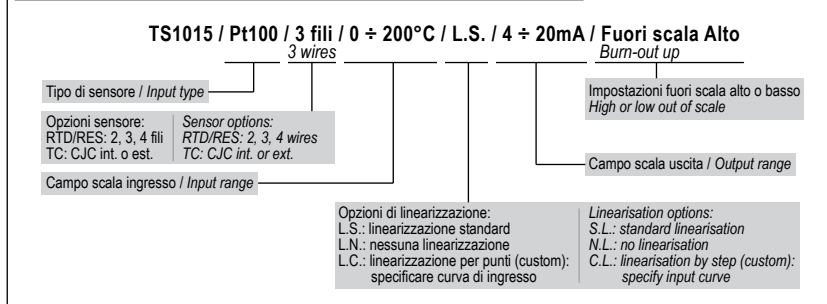 TS1015 / Pt100 / 3 fili / 0 ÷ 200°C / L.S. / 4 ÷ 20mA / Fuori scala Alto
3 wires
Burn-out up
Tipo di sensore / Input type
Impostazioni fuori scala alto o basso
High or low out of scale
Opzioni sensore:
RTD/RES: 2, 3, 4 fili
TC: CJC int. o est.
Sensor options:
RTD/RES: 2, 3, 4 wires
TC: CJC int. or ext.
Campo scala uscita / Output range
Campo scala ingresso / Input range
Opzioni di linearizzazione:
L.S.: linearizzazione standard
L.N.: nessuna linearizzazione
L.C.: linearizzazione per punti (custom):
specificare curva di ingresso
Linearisation options:
S.L.: standard linearisation
N.L.: no linearisation
C.L.: linearisation by step (custom):
specify input curve